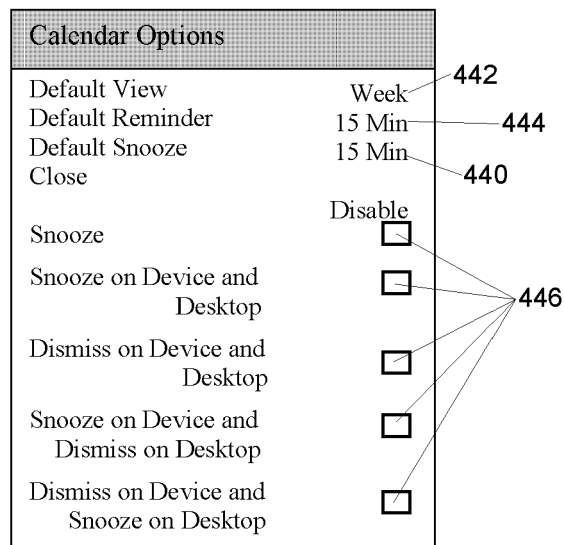 Calendar Options
Default View Week 442
Default Reminder 15 Min 444
Default Snooze 15 Min 440
Close
Disable
Snooze
Snooze on Device and
Desktop
446
Dismiss on Device and
Desktop
Snooze on Device and
Dismiss on Desktop
Dismiss on Device and
Snooze on Desktop